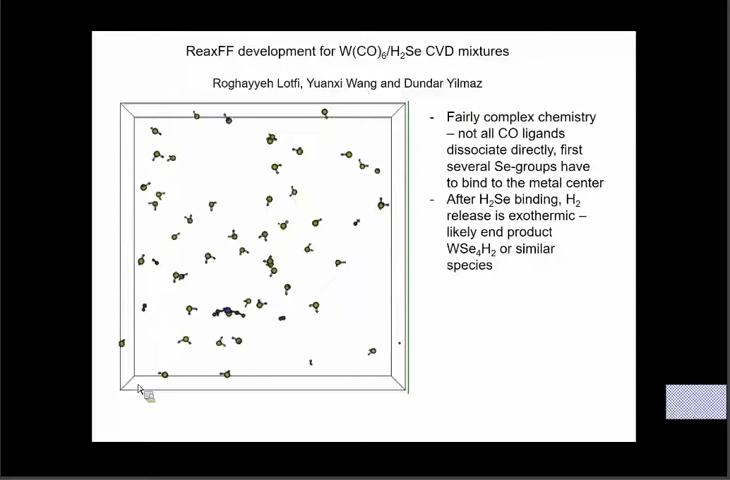 ReaxFF development for W(CO)₆/H₂Se CVD mixtures
Roghayyeh Lotfi, Yuanxi Wang and Dundar Yilmaz
- Fairly complex chemistry
– not all CO ligands
dissociate directly, first
several Se-groups have
to bind to the metal center
- After H₂Se binding, H₂
release is exothermic –
likely end product
WSe₄H₂ or similar
species